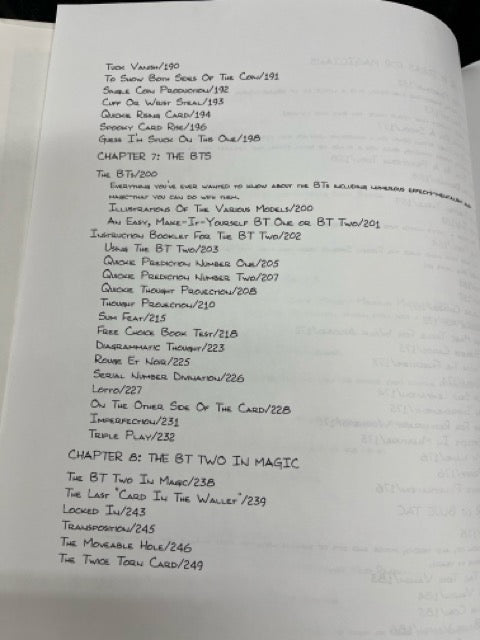 Tuck Vanish/190
To Show Both Sides Of The Coin/191
Single Coin Production/192
Cuff Or Wrist Steal/193
Quickie Rising Card/194
Spooky Card Rise/196
Guess I'm Stuck On This One/198
CHAPTER 7: THE BTS
The BTs/200
Everything you've ever wanted to know about the BTs including numerous effects
magic that you can do with them.
Illustrations Of The Various Models/200
An Easy, Make-It-Yourself BT One or BT Two/201
Instruction Booklet For The BT Two/202
Using The BT Two/203
Quickie Prediction Number One/205
Quickie Prediction Number Two/207
Quickie Thought Projection/208
Thought Projection/210
Sum Feat/215
Free Choice Book Test/218
Diagrammatic Thought/223
Rouge Et Noir/225
Serial Number Divination/226
Lotto/227
On The Other Side Of The Card/228
Imperfection/231
Triple Play/232
CHAPTER 8: THE BT TWO IN MAGIC
The BT Two In Magic/238
The Last "Card In The Wallet"/239
Locked In/243
Transposition/245
The Moveable Hole/246
The Twice Torn Card/249